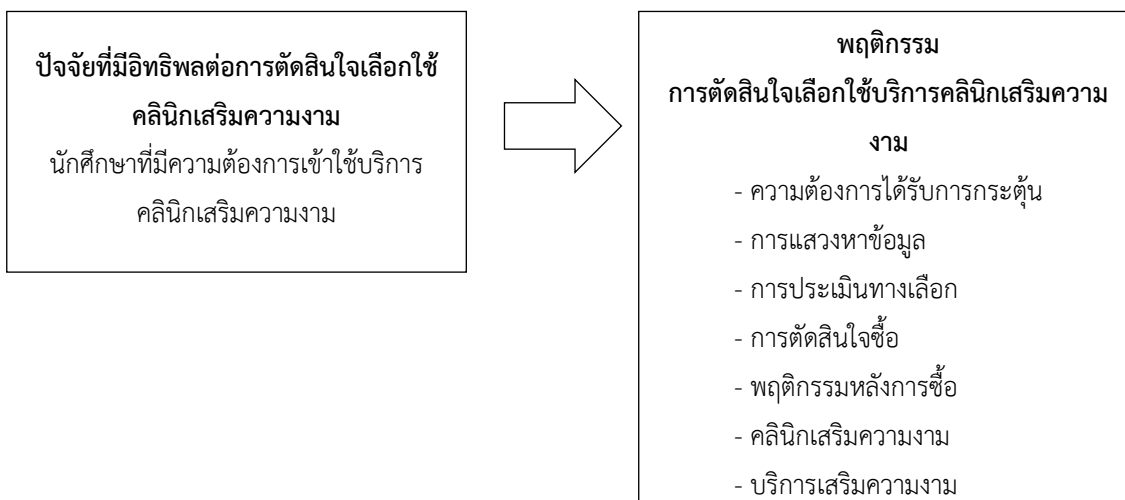 ปัจจัยที่มีอิทธิพลต่อการตัดสินใจเลือกใช้
คลินิกเสริมความงาม
นักศึกษาที่มีความต้องการเข้าใช้บริการ
คลินิกเสริมความงาม
พฤติกรรม
การตัดสินใจเลือกใช้บริการคลินิกเสริมความ
งาม
- ความต้องการได้รับการกระตุ้น
- การแสวงหาข้อมูล
- การประเมินทางเลือก
- การตัดสินใจซื้อ
- พฤติกรรมหลังการซื้อ
- คลินิกเสริมความงาม
- บริการเสริมความงาม